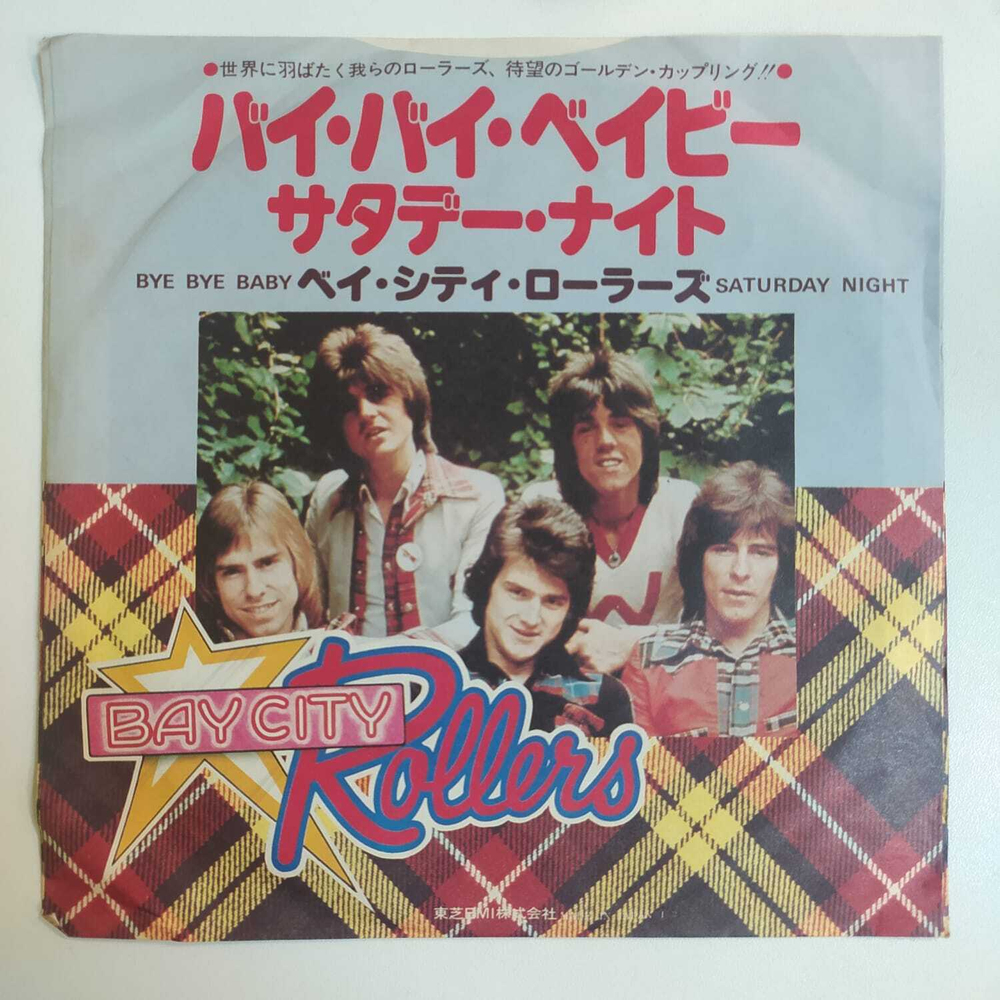 ●世界に羽ばたく我らのローラーズ、待望のゴールデン・カップリング!!●
バイ・バイ・ベイビー
サタデー・ナイト
BYE BYE BABY ベイ・シティ・ローラーズ SATURDAY NIGHT
BAY CITY
Rollers
東芝EMI株式会社